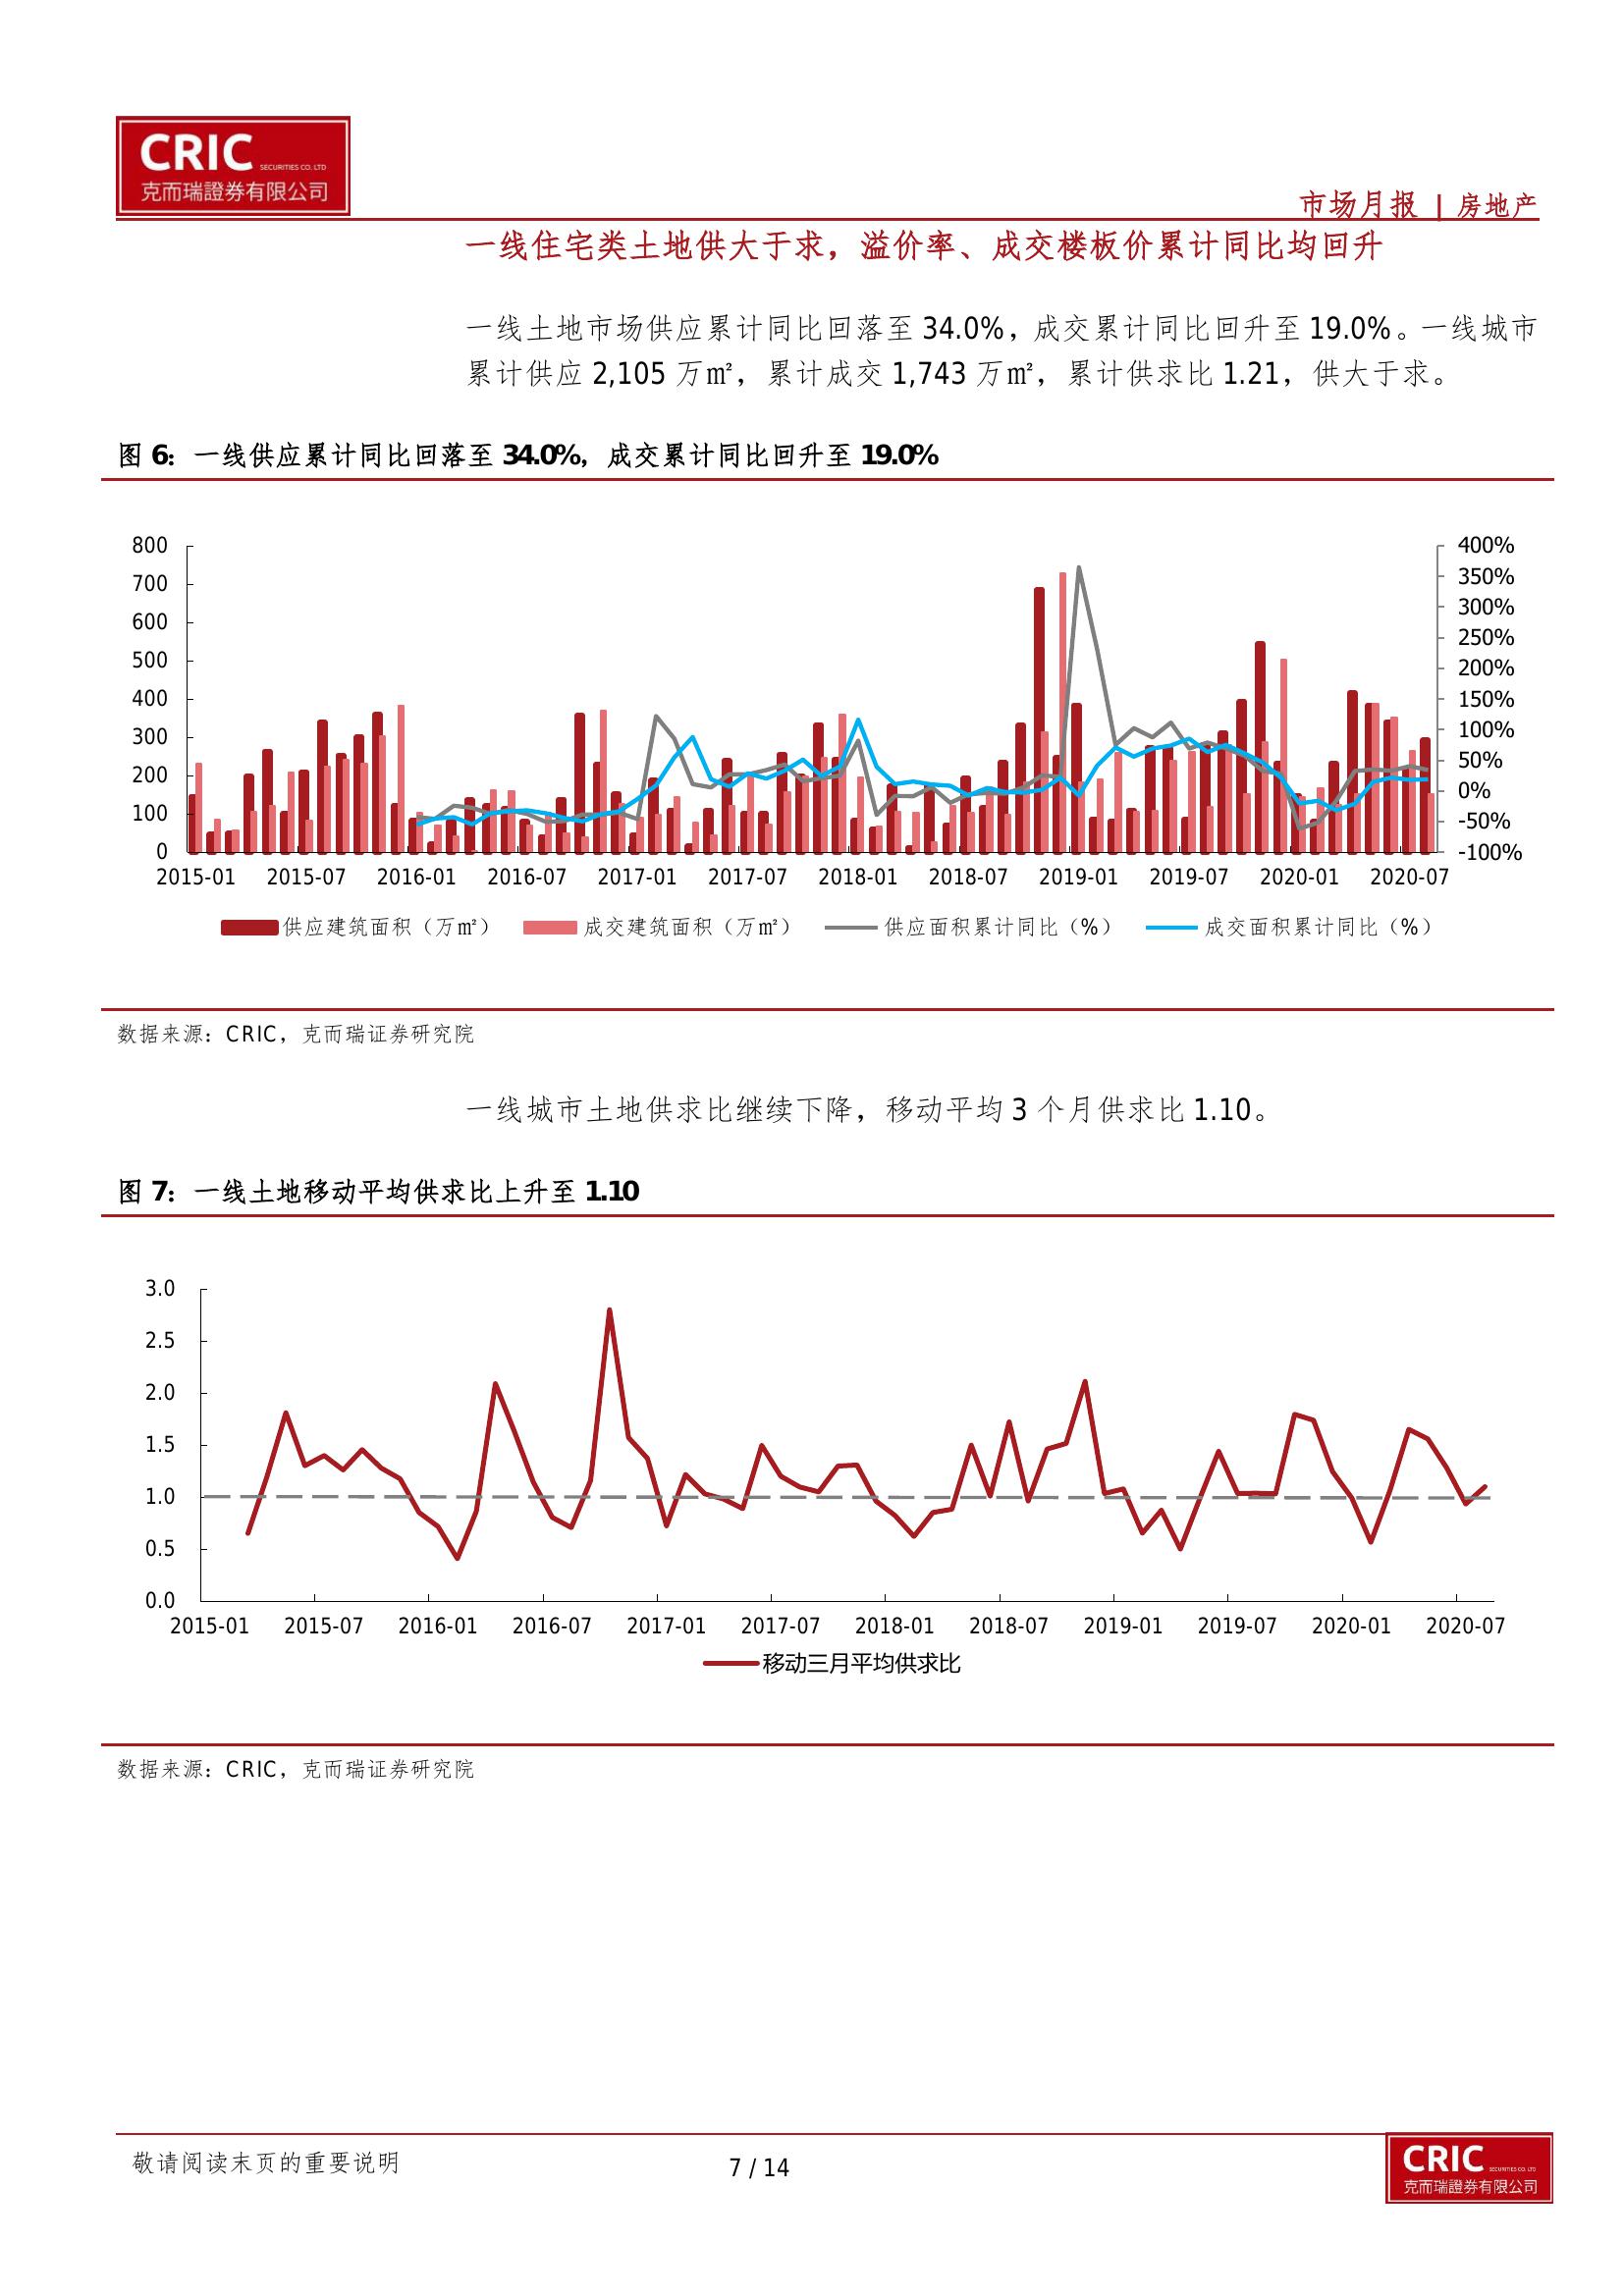 CRIC SECURITIES CO. LTD
克而瑞證券有限公司
市场月报 | 房地产
一线住宅类土地供大于求，溢价率、成交楼板价累计同比均回升
一线土地市场供应累计同比回落至 34.0%，成交累计同比回升至 19.0%。一线城市
累计供应 2,105 万㎡，累计成交 1,743 万㎡，累计供求比 1.21，供大于求。
图 6：一线供应累计同比回落至 34.0%，成交累计同比回升至 19.0%
800
700
600
500
400
300
200
100
0
400%
350%
300%
250%
200%
150%
100%
50%
0%
-50%
-100%
2015-01 2015-07 2016-01 2016-07 2017-01 2017-07 2018-01 2018-07 2019-01 2019-07 2020-01 2020-07
供应建筑面积（万㎡） 成交建筑面积（万㎡） 供应面积累计同比（%） 成交面积累计同比（%）
数据来源：CRIC，克而瑞证券研究院
一线城市土地供求比继续下降，移动平均 3 个月供求比 1.10。
图 7：一线土地移动平均供求比上升至 1.10
3.0
2.5
2.0
1.5
1.0
0.5
0.0
2015-01 2015-07 2016-01 2016-07 2017-01 2017-07 2018-01 2018-07 2019-01 2019-07 2020-01 2020-07
移动三月平均供求比
数据来源：CRIC，克而瑞证券研究院
敬请阅读末页的重要说明
7 / 14
CRIC SECURITIES CO. LTD
克而瑞證券有限公司